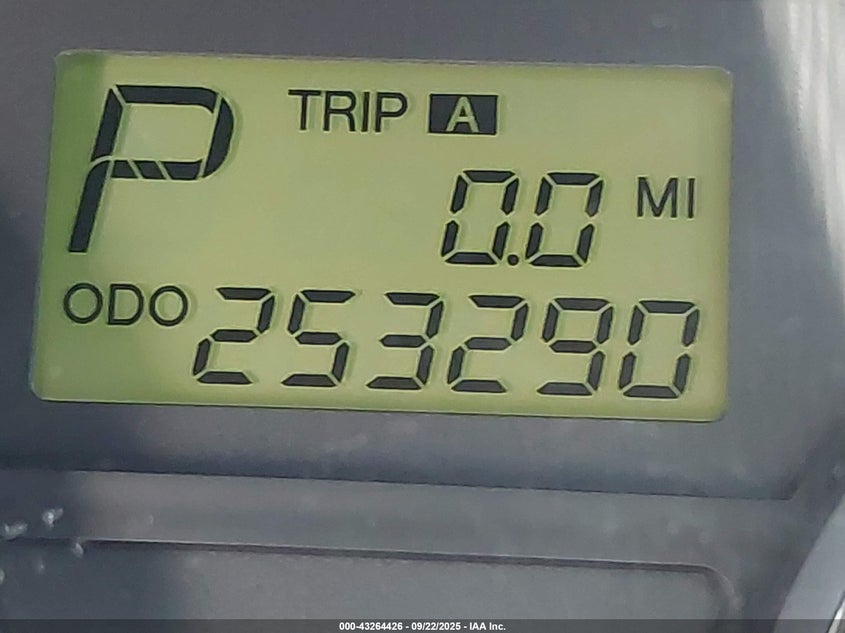 P TRIP A
0.0 MI
ODO 253290
000-43264426 - 09/22/2025 - IAA Inc.